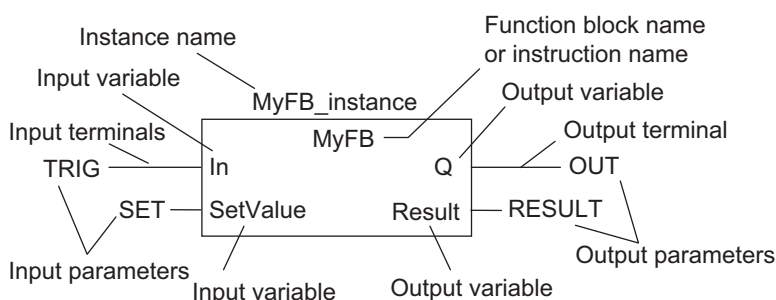 Function block name
or instruction name
Instance name
Input variable
MyFB_instance
Output variable
Input terminals
MyFB
Output terminal
TRIG
In
Q
OUT
SET
SetValue
Result
RESULT
Input parameters
Output parameters
Input variable
Output variable